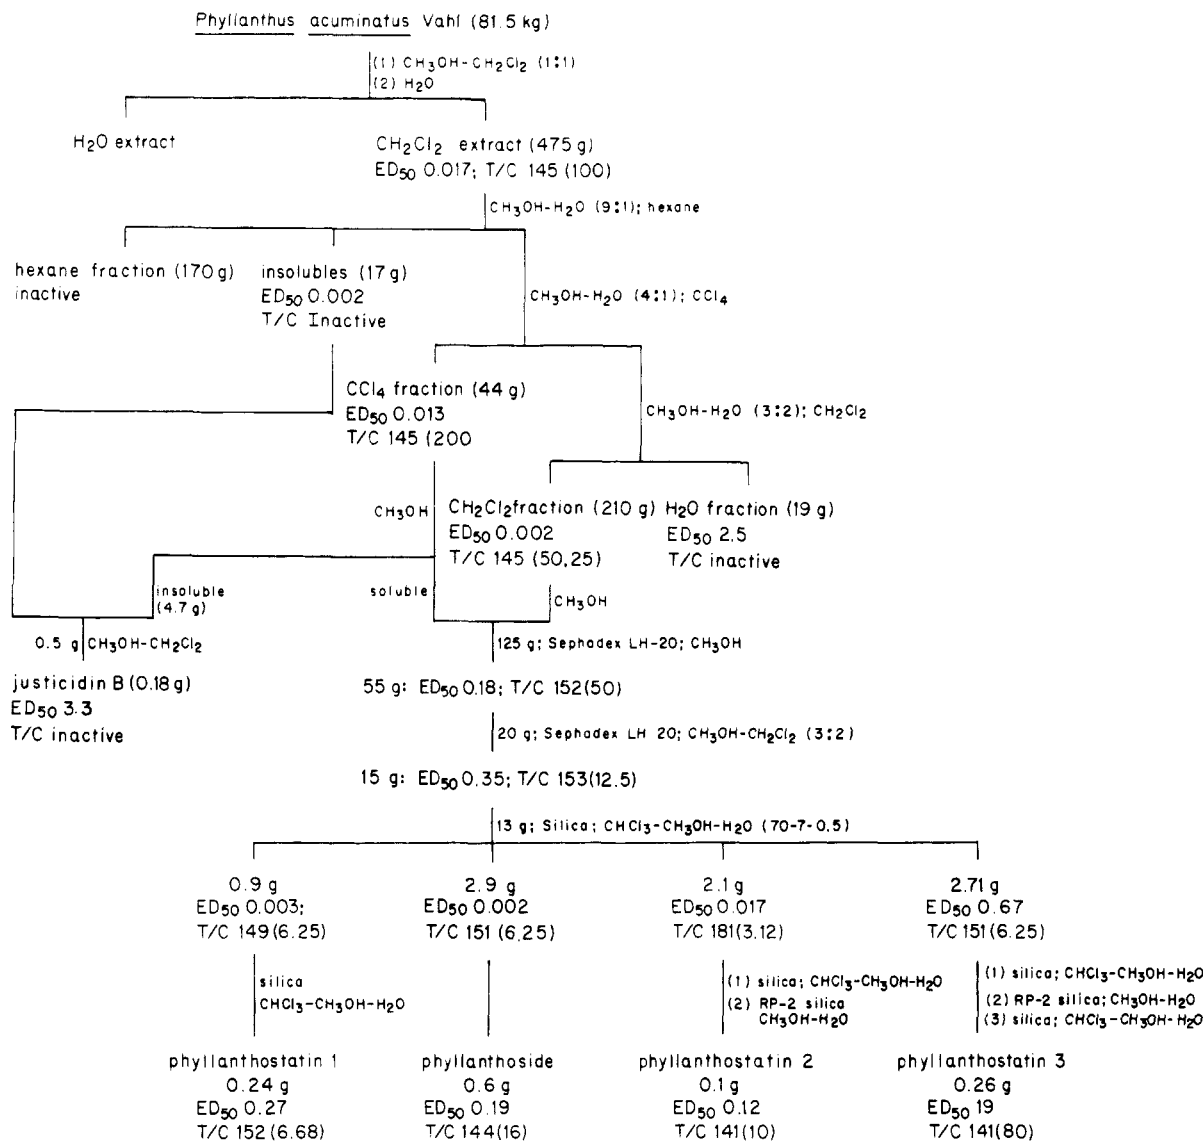 Phyllanthus acuminatus Vahl (81.5 kg)
(1) CH₃OH-CH₂Cl₂ (1:1)
(2) H₂O
H₂O extract
CH₂Cl₂ extract (475 g)
ED₅₀ 0.017; T/C 145 (100)
CH₃OH-H₂O (9:1); hexane
hexane fraction (170 g)
inactive
insolubles (17 g)
ED₅₀ 0.002
T/C Inactive
CH₃OH-H₂O (4:1); CCl₄
CCl₄ fraction (44 g)
ED₅₀ 0.013
T/C 145 (200
CH₃OH-H₂O (3:2); CH₂Cl₂
CH₃OH
CH₂Cl₂ fraction (210 g)
ED₅₀ 0.002
T/C 145 (50,25)
H₂O fraction (19 g)
ED₅₀ 2.5
T/C inactive
insoluble
(4.7 g)
soluble
CH₃OH
0.5 g CH₃OH-CH₂Cl₂
125 g; Sephadex LH-20; CH₃OH
justicidin B (0.18 g)
ED₅₀ 3.3
T/C inactive
55 g: ED₅₀ 0.18; T/C 152(50)
20 g; Sephadex LH 20; CH₃OH-CH₂Cl₂ (3:2)
15 g: ED₅₀ 0.35; T/C 153(12.5)
13 g; Silica; CHCl₃-CH₃OH-H₂O (70-7-0.5)
0.9 g
ED₅₀ 0.003;
T/C 149(6.25)
2.9 g
ED₅₀ 0.002
T/C 151 (6.25)
2.1 g
ED₅₀ 0.017
T/C 181(3.12)
2.71 g
ED₅₀ 0.67
T/C 151 (6.25)
silica
CHCl₃-CH₃OH-H₂O
(1) silica; CHCl₃-CH₃OH-H₂O
(2) RP-2 silica
CH₃OH-H₂O
(1) silica; CHCl₃-CH₃OH-H₂O
(2) RP-2 silica; CH₃OH-H₂O
(3) silica; CHCl₃-CH₃OH-H₂O
phyllanthostatin 1
0.24 g
ED₅₀ 0.27
T/C 152 (6.68)
phyllanthoside
0.6 g
ED₅₀ 0.19
T/C 144(16)
phyllanthostatin 2
0.1 g
ED₅₀ 0.12
T/C 141(10)
phyllanthostatin 3
0.26 g
ED₅₀ 19
T/C 141(80)